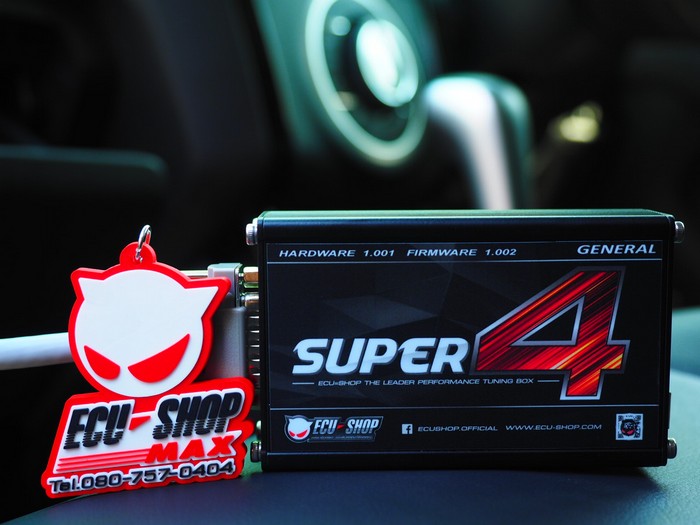 HARDWARE 1.001 FIRMWARE 1.002 GENERAL
SUPER 4
ECU=SHOP THE LEADER PERFORMANCE TUNING BOX
ECU=SHOP ECUSHOP.OFFICIAL WWW.ECU-SHOP.COM
ECU=SHOP
MAX
Tel.080-757-0404